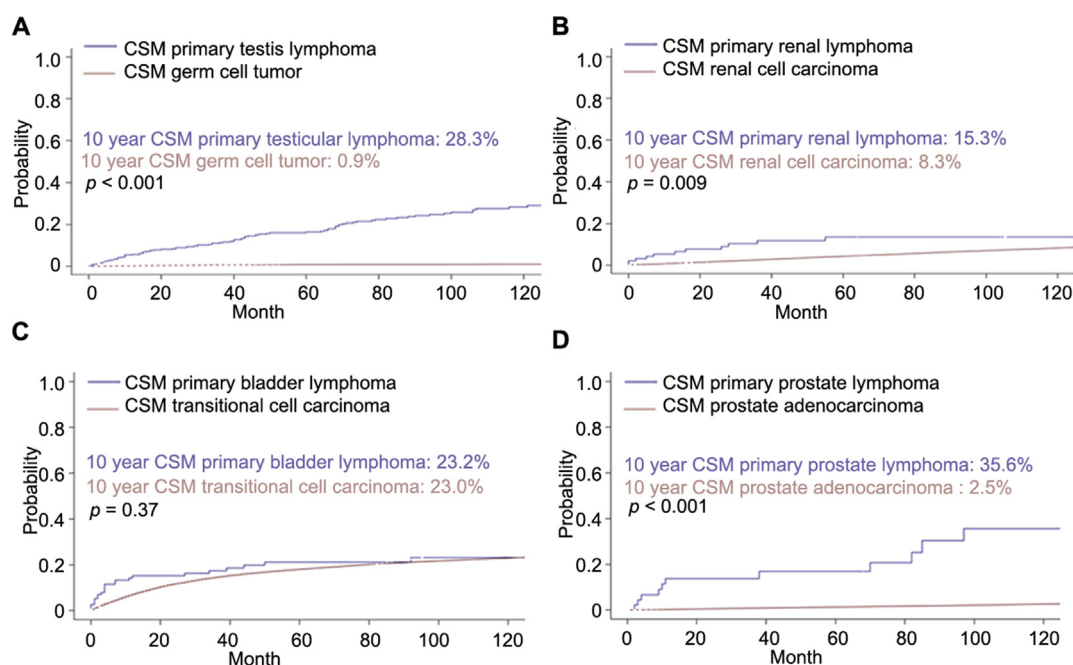 A
CSM primary testis lymphoma
CSM germ cell tumor
1.0
0.8
0.6
0.4
0.2
0
Probability
10 year CSM primary testicular lymphoma: 28.3%
10 year CSM germ cell tumor: 0.9%
p < 0.001
0 20 40 60 80 100 120
Month
B
CSM primary renal lymphoma
CSM renal cell carcinoma
1.0
0.8
0.6
0.4
0.2
0
Probability
10 year CSM primary renal lymphoma: 15.3%
10 year CSM renal cell carcinoma: 8.3%
p = 0.009
0 20 40 60 80 100 120
Month
C
CSM primary bladder lymphoma
CSM transitional cell carcinoma
1.0
0.8
0.6
0.4
0.2
0
Probability
10 year CSM primary bladder lymphoma: 23.2%
10 year CSM transitional cell carcinoma: 23.0%
p = 0.37
0 20 40 60 80 100 120
Month
D
CSM primary prostate lymphoma
CSM prostate adenocarcinoma
1.0
0.8
0.6
0.4
0.2
0
Probability
10 year CSM primary prostate lymphoma: 35.6%
10 year CSM prostate adenocarcinoma : 2.5%
p < 0.001
0 20 40 60 80 100 120
Month